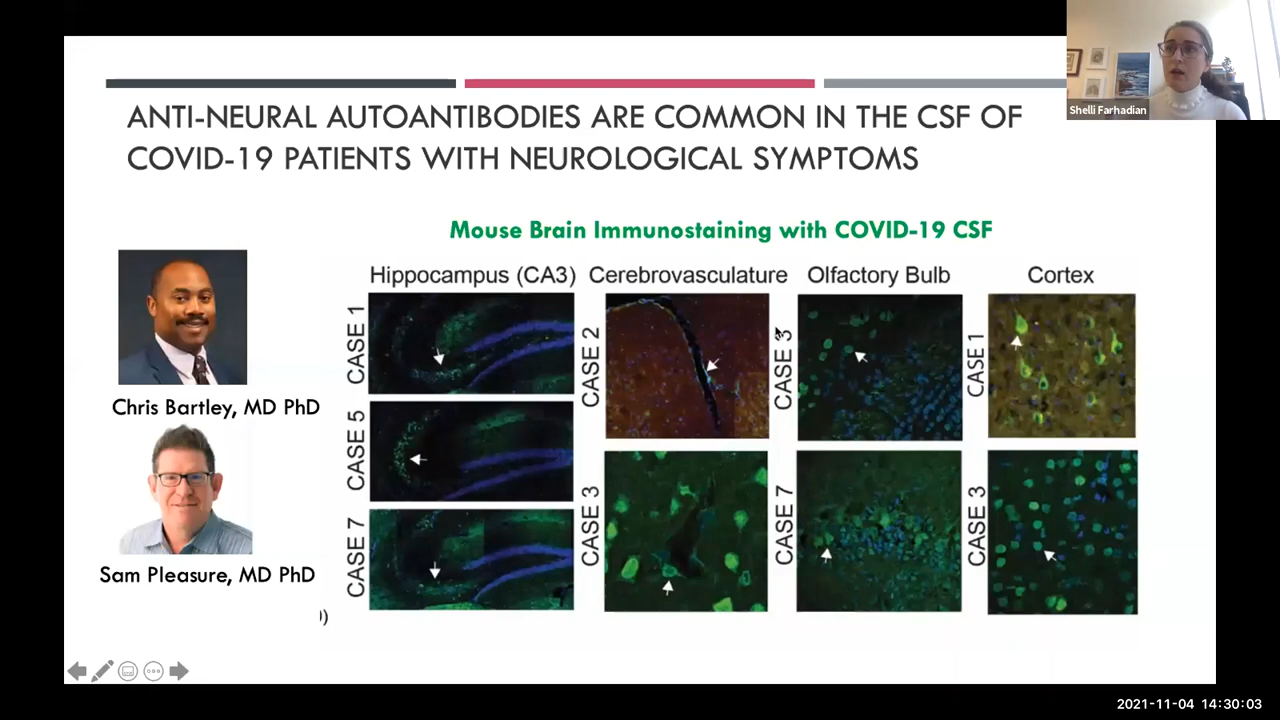 Shelli Farhadian
ANTI-NEURAL AUTOANTIBODIES ARE COMMON IN THE CSF OF
COVID-19 PATIENTS WITH NEUROLOGICAL SYMPTOMS
Mouse Brain Immunostaining with COVID-19 CSF
Hippocampus (CA3)
Cerebrovasculature
Olfactory Bulb
Cortex
CASE 1
CASE 5
CASE 7
CASE 2
CASE 3
CASE 3
CASE 7
CASE 1
CASE 3
Chris Bartley, MD PhD
Sam Pleasure, MD PhD
)
2021-11-04 14:30:03